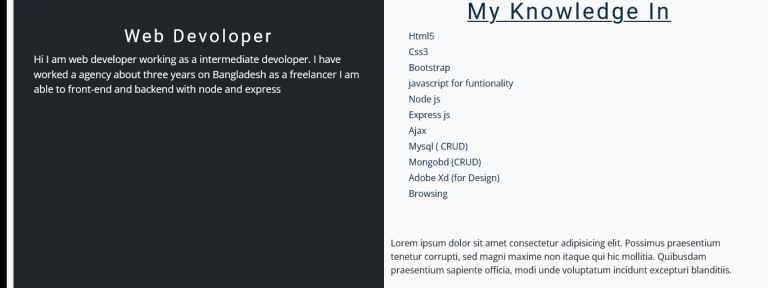 Web Devoloper
Hi I am web developer working as a intermediate devoloper. I have
worked a agency about three years on Bangladesh as a freelancer I am
able to front-end and backend with node and express
My Knowledge In
Html5
Css3
Bootstrap
javascript for funtionality
Node js
Express js
Ajax
Mysql ( CRUD)
Mongobd (CRUD)
Adobe Xd (for Design)
Browsing
Lorem ipsum dolor sit amet consectetur adipisicing elit. Possimus praesentium
tenetur corrupti, sed magni maxime non itaque qui hic mollitia. Quibusdam
praesentium sapiente officia, modi unde voluptatum incidunt excepturi blanditiis.